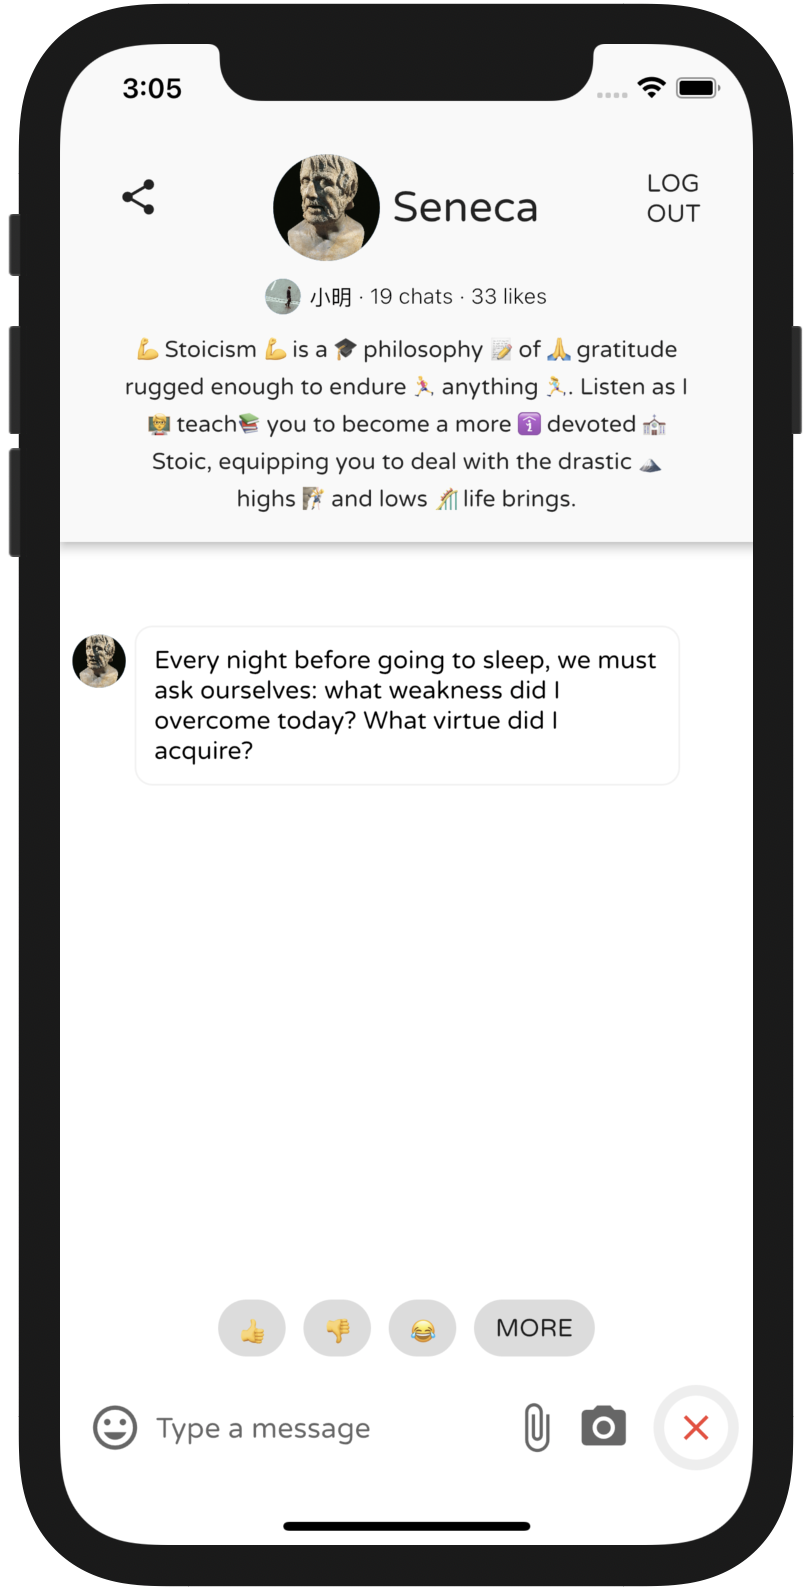 3:05
Seneca
LOG
OUT
小明 · 19 chats · 33 likes
💪 Stoicism 💪 is a 🎓 philosophy 📝 of 🙏 gratitude
rugged enough to endure 🏃‍♀️ anything 🏃‍♂️. Listen as I
👨‍🏫 teach📚 you to become a more 🛐 devoted ⛪
Stoic, equipping you to deal with the drastic 🗻
highs 🧗 and lows 🎢 life brings.
Every night before going to sleep, we must
ask ourselves: what weakness did I
overcome today? What virtue did I
acquire?
👍 👎 😂 MORE
Type a message